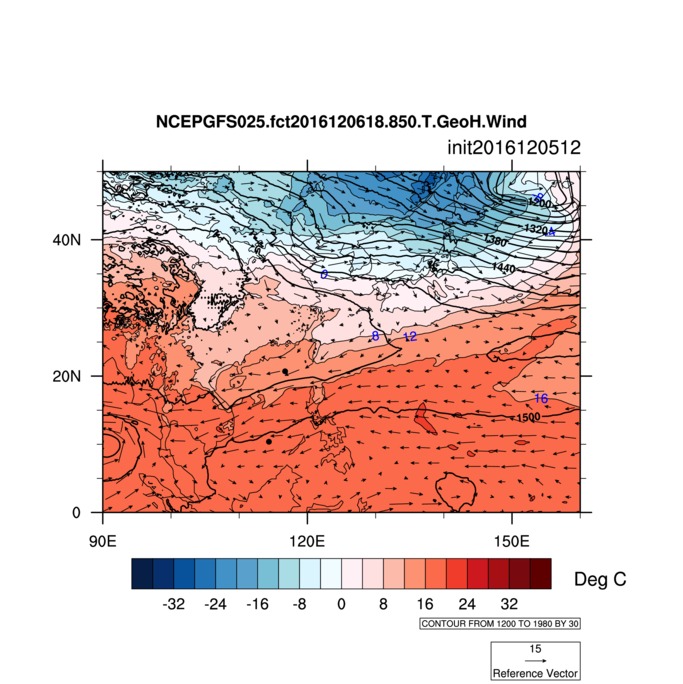 NCEPGFS025.fct2016120618.850.T.GeoH.Wind
init2016120512
1200
1320
1380
1440
0
8
12
16
1500
40N
20N
0
90E 120E 150E
-32 -24 -16 -8 0 8 16 24 32
Deg C
CONTOUR FROM 1200 TO 1980 BY 30
15
Reference Vector